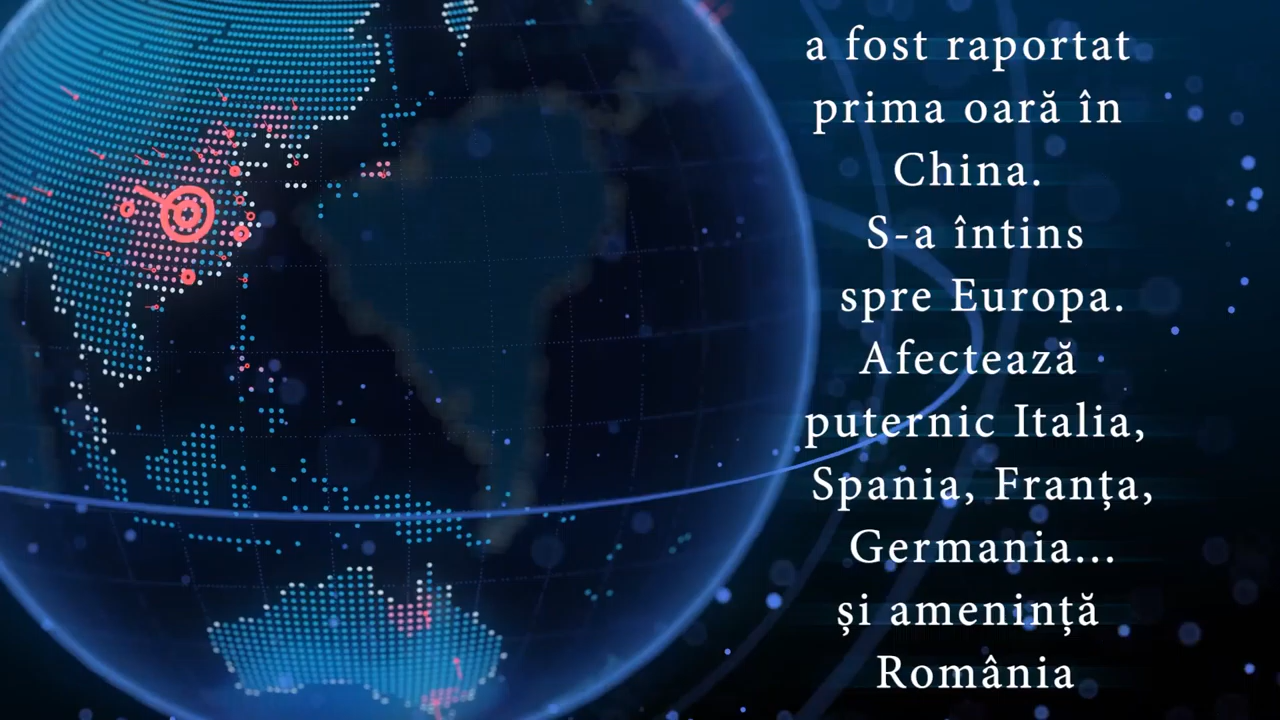 a fost raportat
prima oară în
China.
S-a întins
spre Europa.
Afectează
puternic Italia,
Spania, Franța,
Germania...
și amenință
România